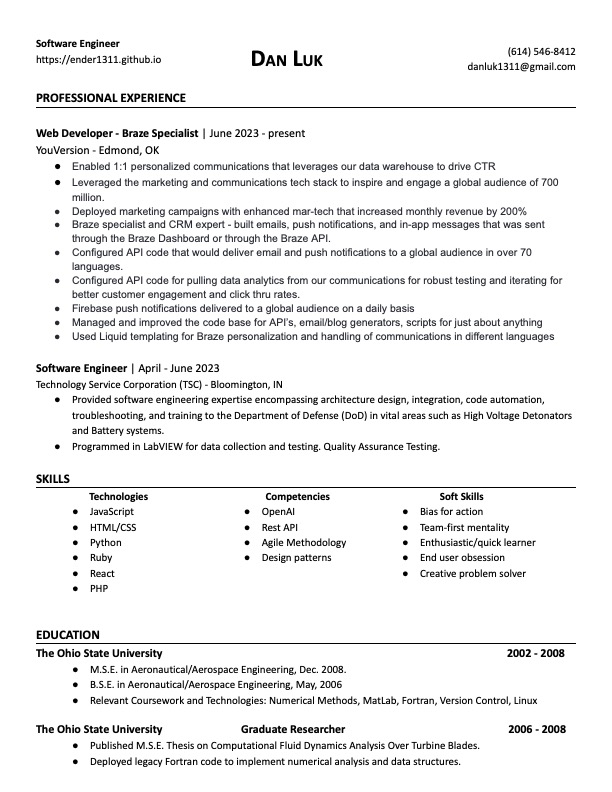 Software Engineer
https://ender1311.github.io
DAN LUK
(614) 546-8412
danluk1311@gmail.com
PROFESSIONAL EXPERIENCE
Web Developer - Braze Specialist | June 2023 - present
YouVersion - Edmond, OK
● Enabled 1:1 personalized communications that leverages our data warehouse to drive CTR
● Leveraged the marketing and communications tech stack to inspire and engage a global audience of 700
million.
● Deployed marketing campaigns with enhanced mar-tech that increased monthly revenue by 200%
● Braze specialist and CRM expert - built emails, push notifications, and in-app messages that was sent
through the Braze Dashboard or through the Braze API.
● Configured API code that would deliver email and push notifications to a global audience in over 70
languages.
● Configured API code for pulling data analytics from our communications for robust testing and iterating for
better customer engagement and click thru rates.
● Firebase push notifications delivered to a global audience on a daily basis
● Managed and improved the code base for API's, email/blog generators, scripts for just about anything
● Used Liquid templating for Braze personalization and handling of communications in different languages
Software Engineer | April - June 2023
Technology Service Corporation (TSC) - Bloomington, IN
● Provided software engineering expertise encompassing architecture design, integration, code automation,
troubleshooting, and training to the Department of Defense (DoD) in vital areas such as High Voltage Detonators
and Battery systems.
● Programmed in LabVIEW for data collection and testing. Quality Assurance Testing.
SKILLS
Technologies
● JavaScript
● HTML/CSS
● Python
● Ruby
● React
● PHP
Competencies
● OpenAI
● Rest API
● Agile Methodology
● Design patterns
Soft Skills
● Bias for action
● Team-first mentality
● Enthusiastic/quick learner
● End user obsession
● Creative problem solver
EDUCATION
The Ohio State University 2002 - 2008
● M.S.E. in Aeronautical/Aerospace Engineering, Dec. 2008.
● B.S.E. in Aeronautical/Aerospace Engineering, May, 2006
● Relevant Coursework and Technologies: Numerical Methods, MatLab, Fortran, Version Control, Linux
The Ohio State University Graduate Researcher 2006 - 2008
● Published M.S.E. Thesis on Computational Fluid Dynamics Analysis Over Turbine Blades.
● Deployed legacy Fortran code to implement numerical analysis and data structures.